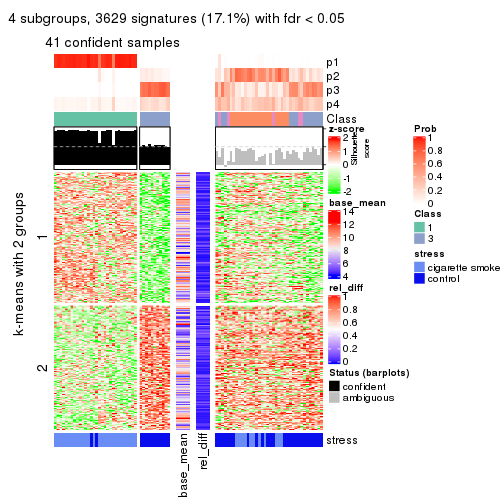 4 subgroups, 3629 signatures (17.1%) with fdr < 0.05
41 confident samples
p1
p2
p3
p4
Class
z-score
2
1
0
-1
-2
Silhouette
score
1
2
k-means with 2 groups
base_mean
14
12
10
8
6
4
rel_diff
1
0.8
0.6
0.4
0.2
0
Status (barplots)
confident
ambiguous
stress
base_mean
rel_diff
Prob
1
0.8
0.6
0.4
0.2
0
Class
1
3
stress
cigarette smoke
control